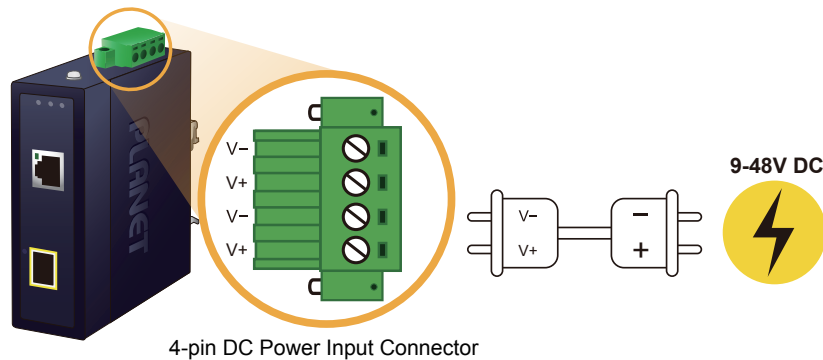 PLANET
V−
V+
V−
V+
V−
V+
−
+
9-48V DC
4-pin DC Power Input Connector